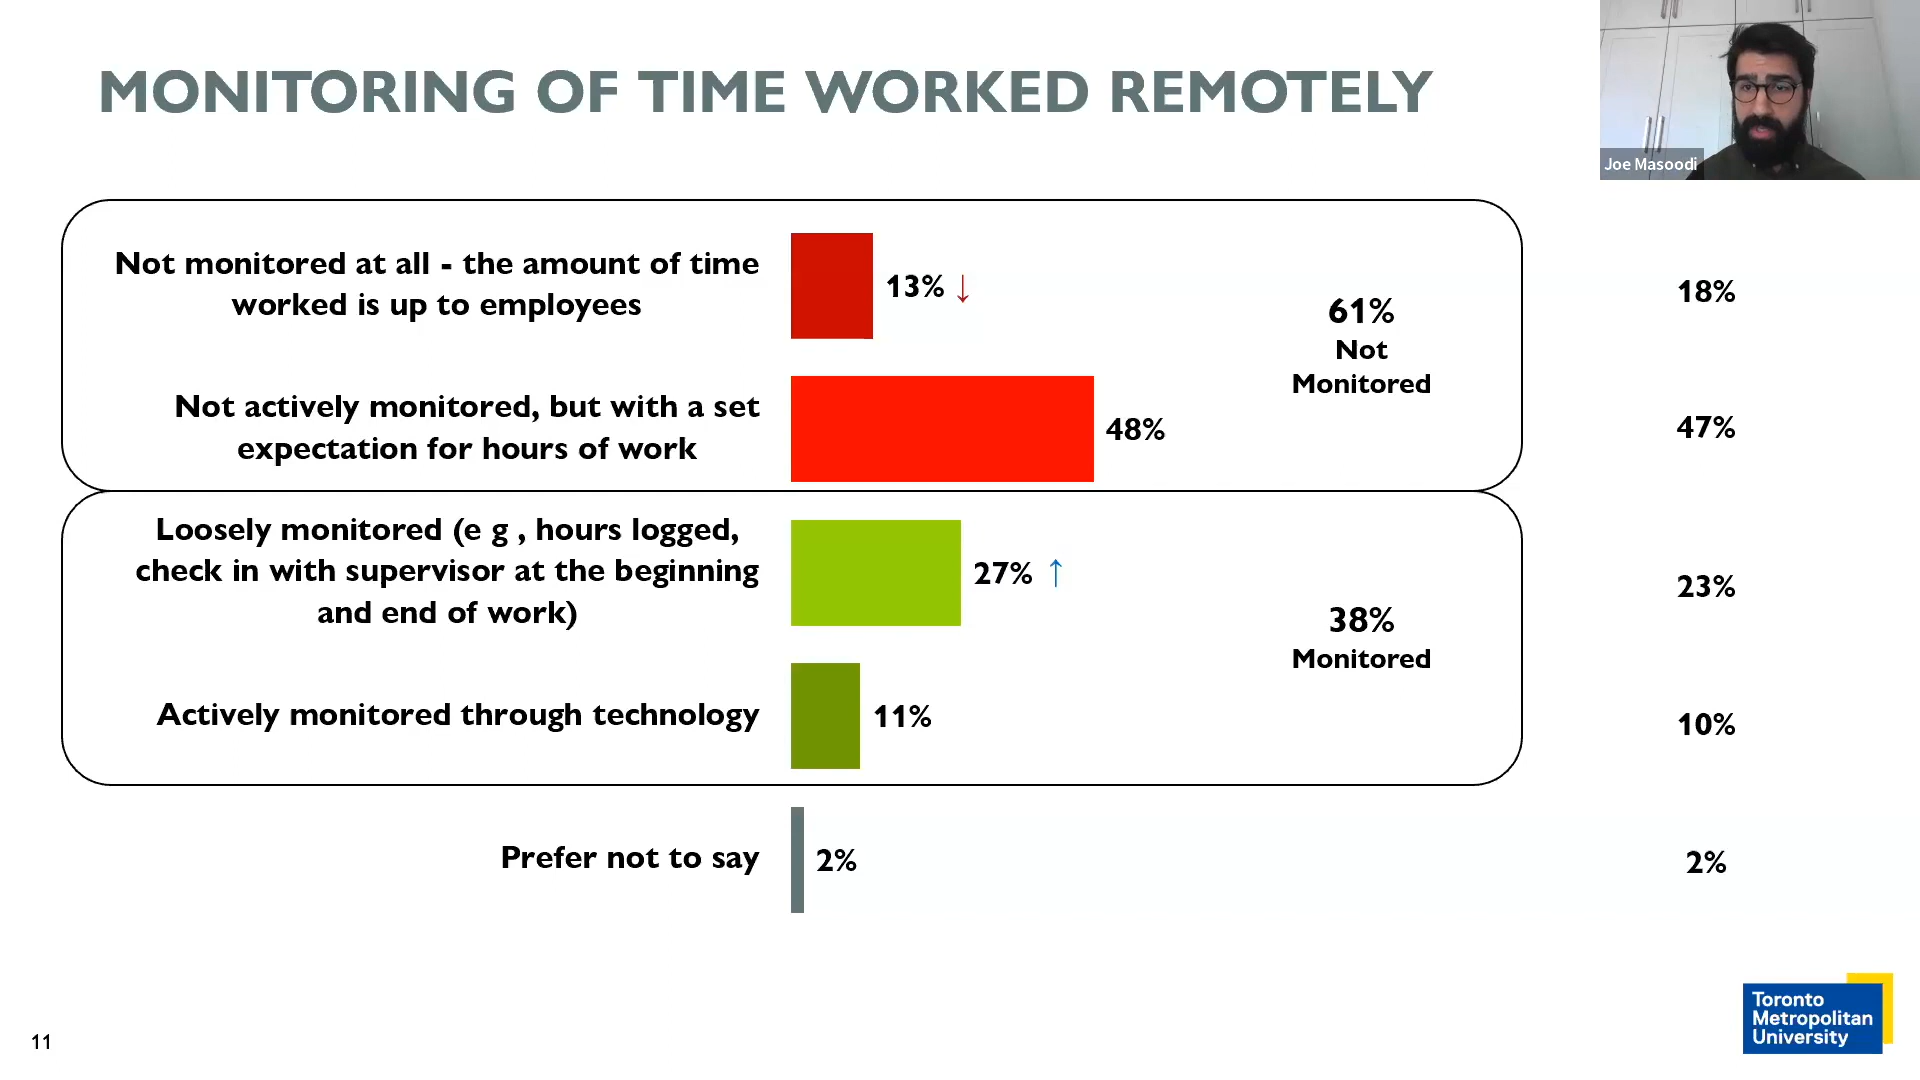 MONITORING OF TIME WORKED REMOTELY
Joe Masoodi
Not monitored at all - the amount of time
worked is up to employees
13% ↓
61%
Not
Monitored
18%
Not actively monitored, but with a set
expectation for hours of work
48%
47%
Loosely monitored (e g , hours logged,
check in with supervisor at the beginning
and end of work)
27% ↑
38%
Monitored
23%
Actively monitored through technology
11%
10%
Prefer not to say
2%
2%
11
Toronto
Metropolitan
University